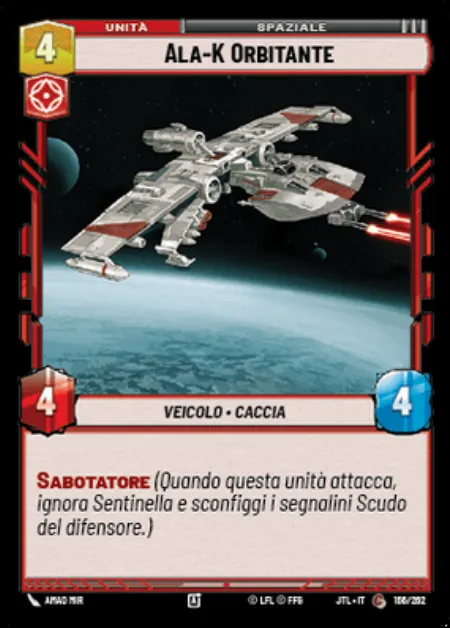 UNITÀ
SPAZIALE
4
Ala-K Orbitante
4
VEICOLO • CACCIA
4
Sabotatore (Quando questa unità attacca,
ignora Sentinella e sconfiggi i segnalini Scudo
del difensore.)
AMAD MIR
© LFL © FFG
JTL • IT
C
166/262